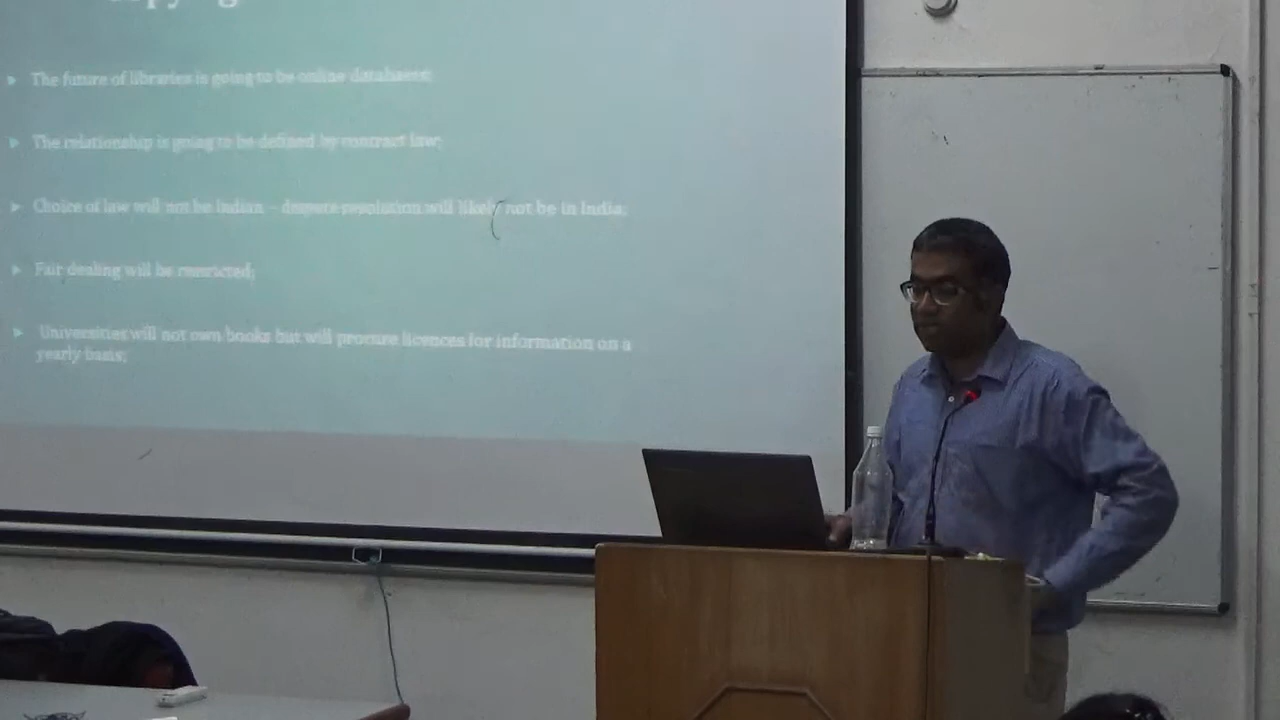 The future of libraries is going to be online databases;
The relationship is going to be defined by contract law;
Choice of law will not be Indian – dispute resolution will likely not be in India;
Fair dealing will be restricted;
Universities will not own books but will procure licences for information on a
yearly basis;